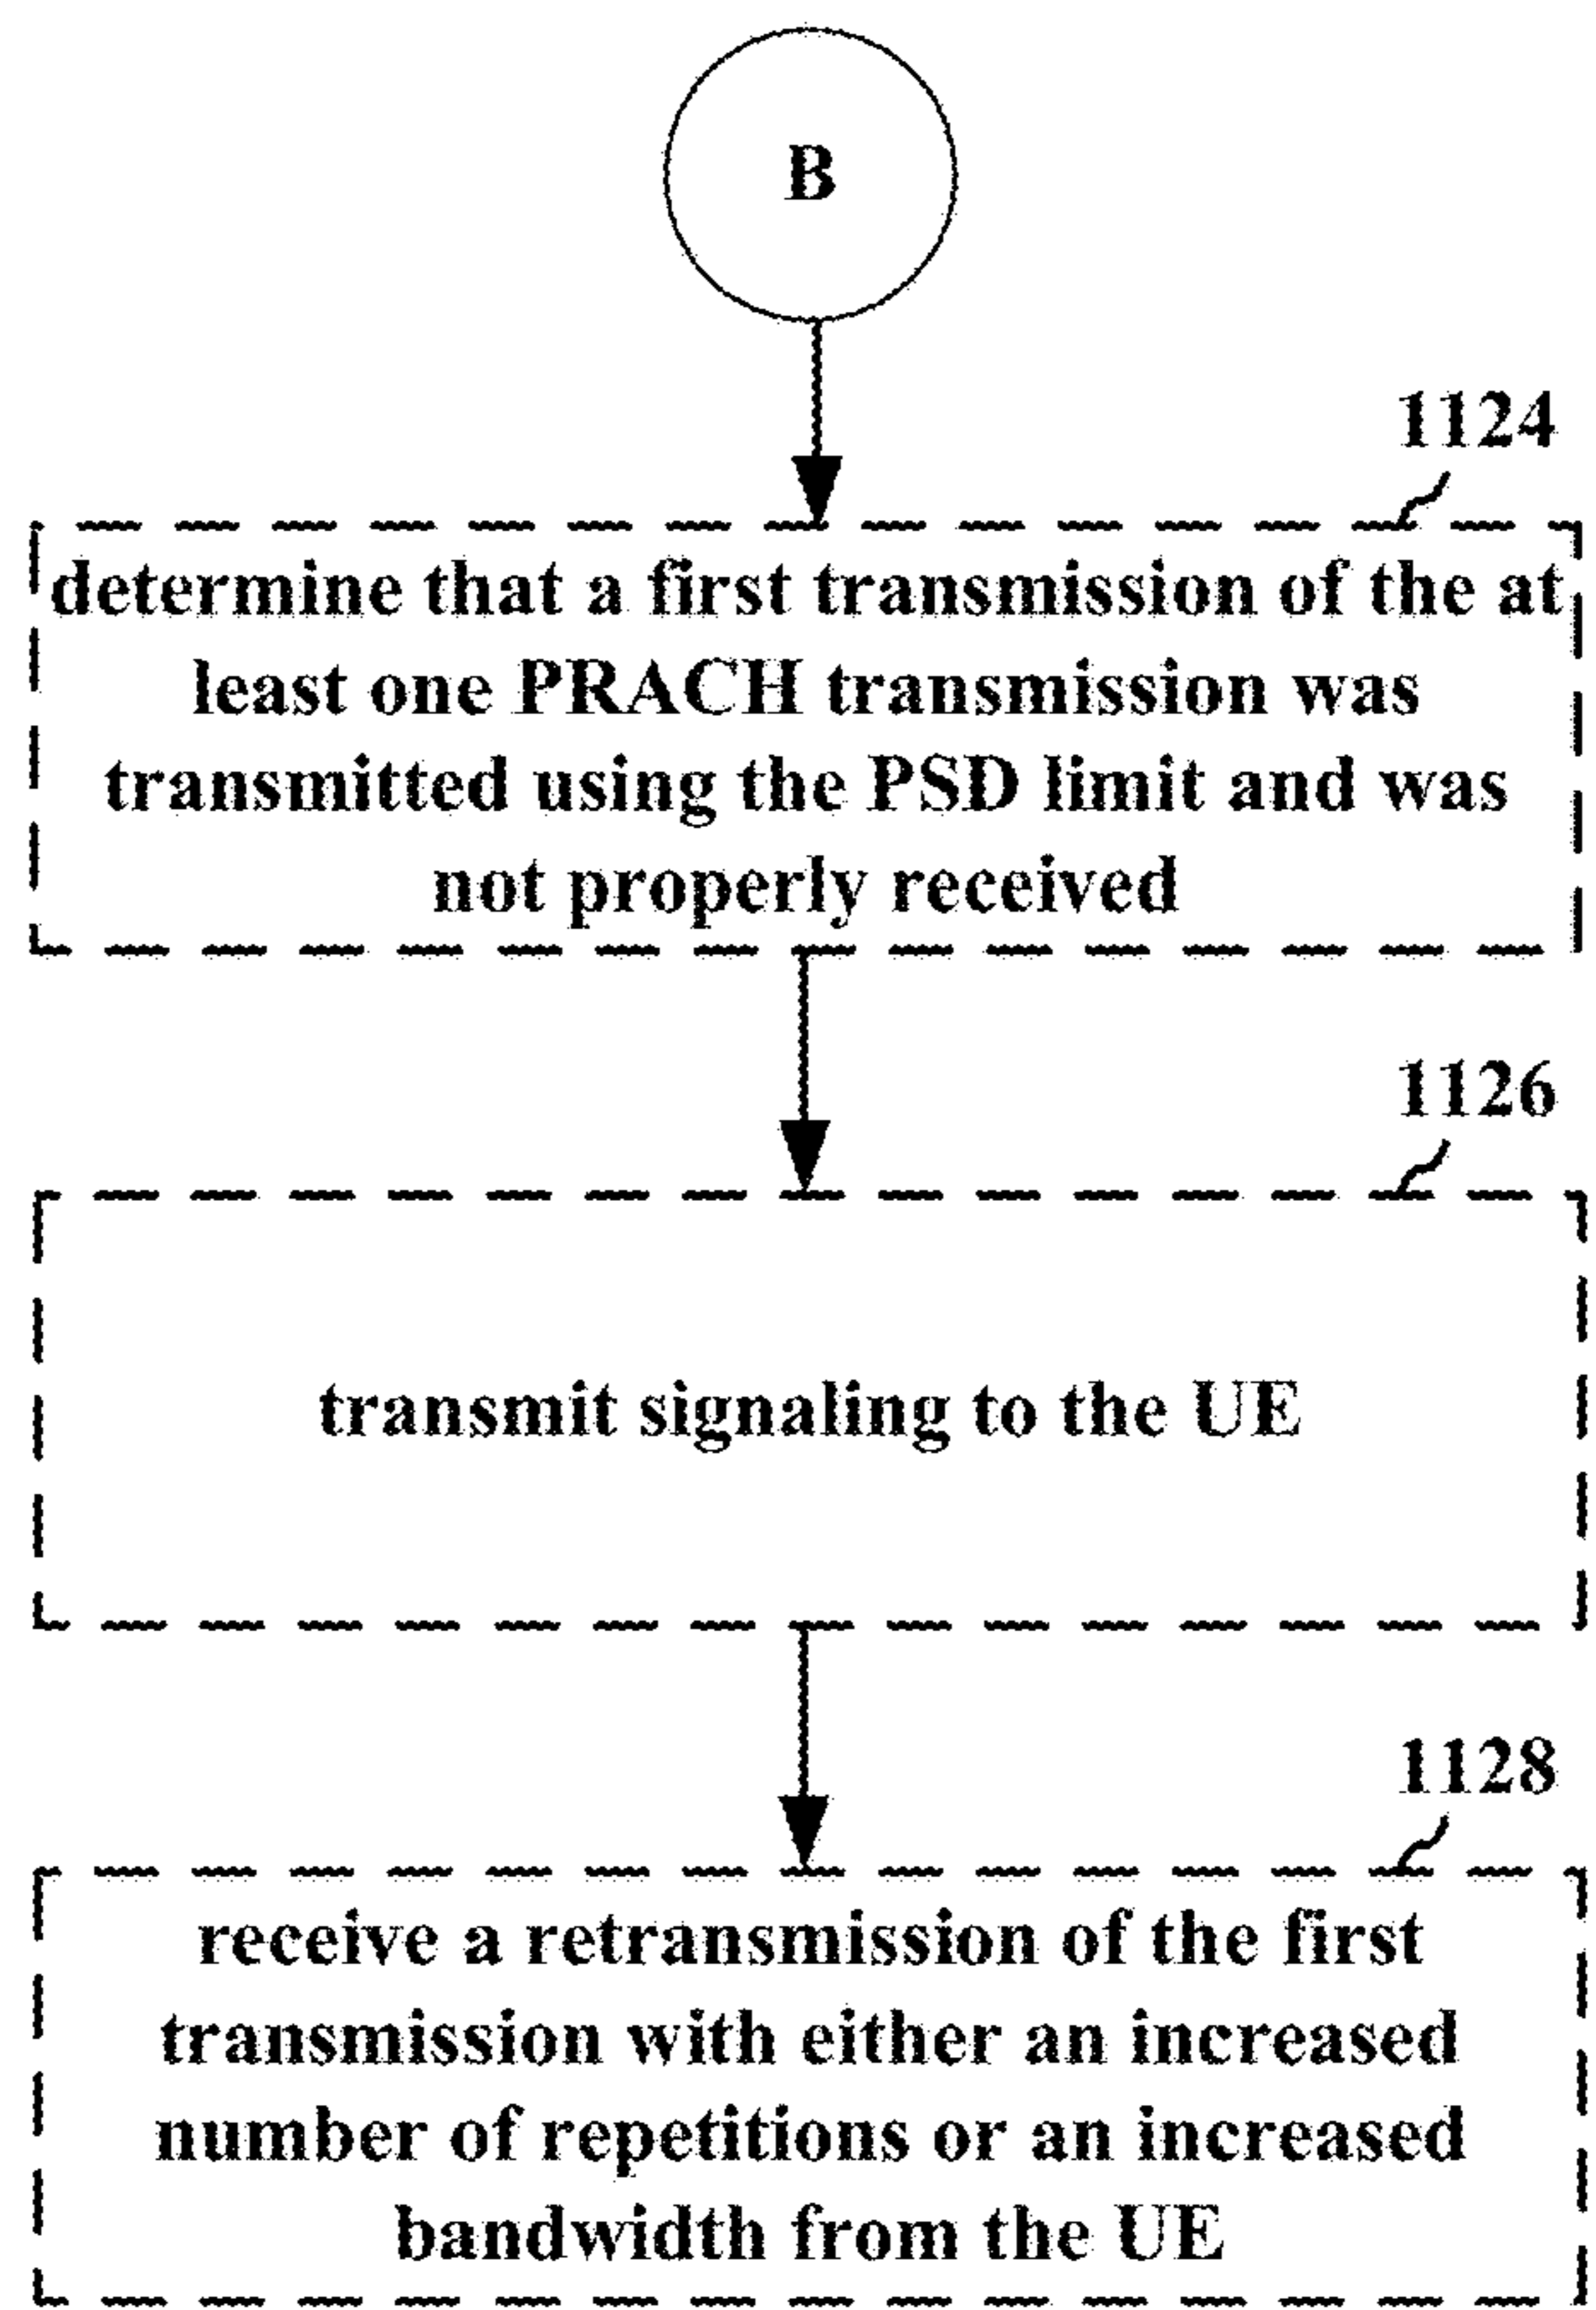 B
1124
determine that a first transmission of the at
least one PRACH transmission was
transmitted using the PSD limit and was
not properly received
1126
transmit signaling to the UE
1128
receive a retransmission of the first
transmission with either an increased
number of repetitions or an increased
bandwidth from the UE